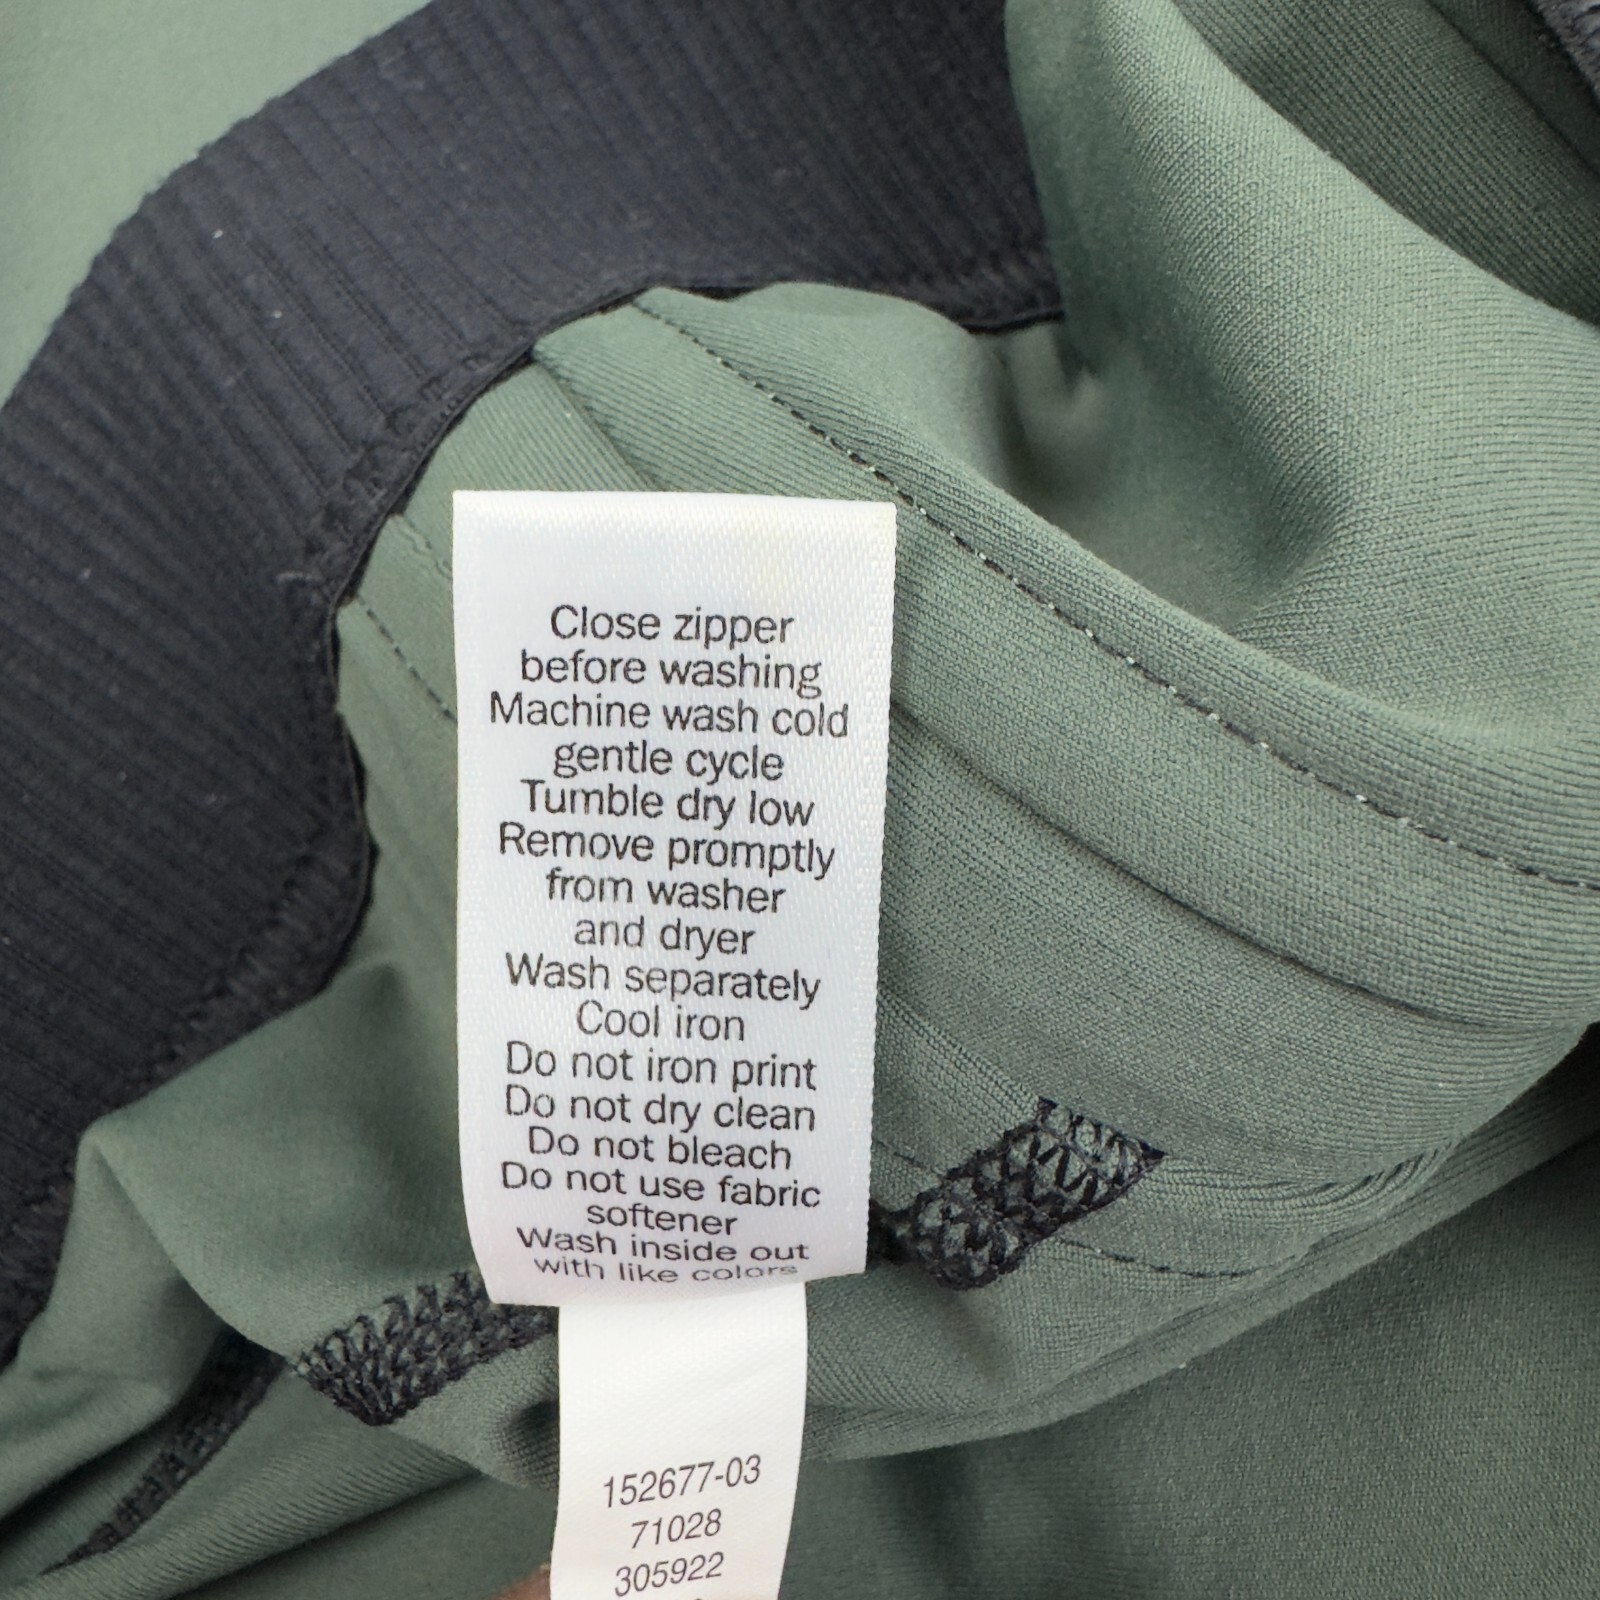 Close zipper
before washing
Machine wash cold
gentle cycle
Tumble dry low
Remove promptly
from washer
and dryer
Wash separately
Cool iron
Do not iron print
Do not dry clean
Do not bleach
Do not use fabric
softener
Wash inside out
with like colors
152677-03
71028
305922